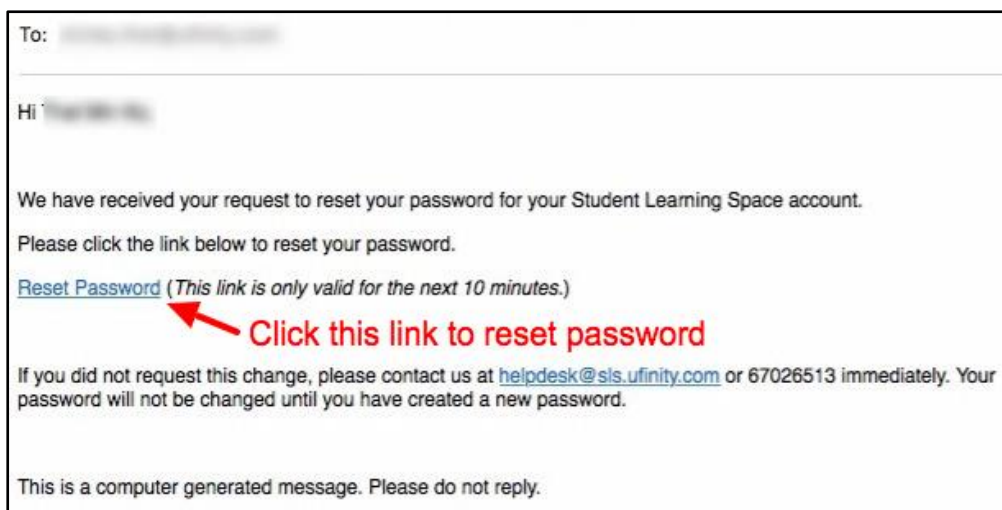 To:
Hi
We have received your request to reset your password for your Student Learning Space account.
Please click the link below to reset your password.
Reset Password (This link is only valid for the next 10 minutes.)
Click this link to reset password
If you did not request this change, please contact us at helpdesk@sls.ufinity.com or 67026513 immediately. Your
password will not be changed until you have created a new password.
This is a computer generated message. Please do not reply.